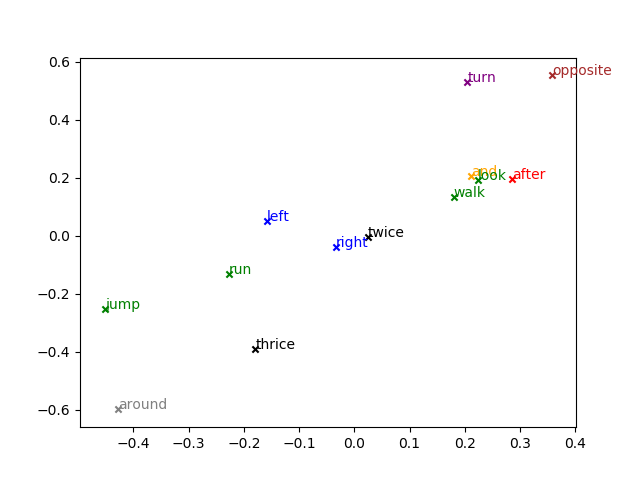 0.6
0.4
0.2
0.0
−0.2
−0.4
−0.6
−0.4
−0.3
−0.2
−0.1
0.0
0.1
0.2
0.3
0.4
opposite
turn
and
look
after
walk
left
twice
right
run
jump
thrice
around